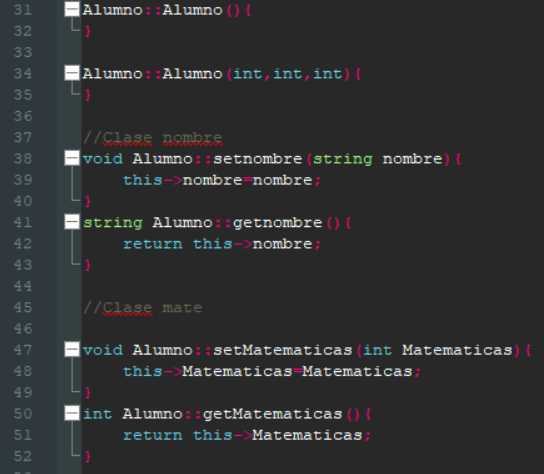 31 Alumno::Alumno(){
32 }
33
34 Alumno::Alumno(int,int,int){
35 }
36
37 //Clase nombre
38 void Alumno::setnombre(string nombre){
39 this->nombre=nombre;
40 }
41 string Alumno::getnombre(){
42 return this->nombre;
43 }
44
45 //Clase mate
46
47 void Alumno::setMatematicas(int Matematicas){
48 this->Matematicas=Matematicas;
49 }
50 int Alumno::getMatematicas(){
51 return this->Matematicas;
52 }